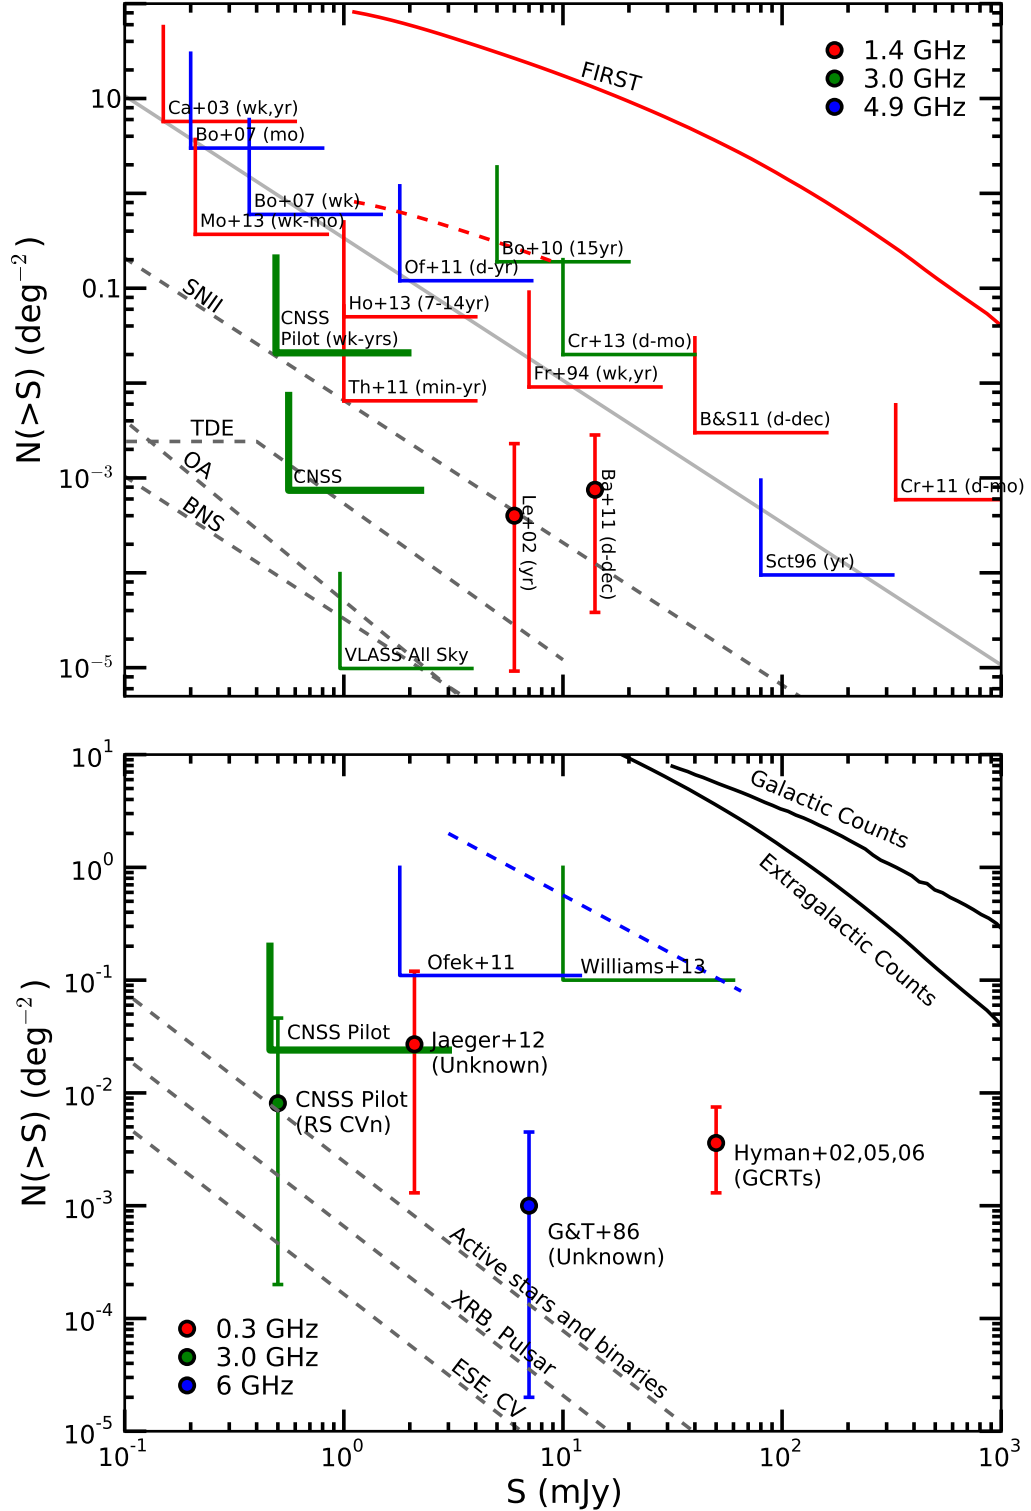 FIRST
1.4 GHz
3.0 GHz
4.9 GHz
10
0.1
10⁻³
10⁻⁵
N(>S) (deg⁻²)
Ca+03 (wk,yr)
Bo+07 (mo)
Bo+07 (wk)
Mo+13 (wk-mo)
Bo+10 (15yr)
Of+11 (d-yr)
SNII
Ho+13 (7-14yr)
CNSS
Pilot (wk-yrs)
Cr+13 (d-mo)
Fr+94 (wk,yr)
Th+11 (min-yr)
B&S11 (d-dec)
TDE
OA
CNSS
BNS
Le+02 (yr)
Ba+11 (d-dec)
Cr+11 (d-mo)
Sct96 (yr)
VLASS All Sky
10¹
10⁰
10⁻¹
10⁻²
10⁻³
10⁻⁴
10⁻⁵
N(>S) (deg⁻²)
Galactic Counts
Extragalactic Counts
Ofek+11
Williams+13
CNSS Pilot
Jaeger+12
(Unknown)
CNSS Pilot
(RS CVn)
Hyman+02,05,06
(GCRTs)
G&T+86
(Unknown)
Active stars and binaries
XRB, Pulsar
ESE, CV
0.3 GHz
3.0 GHz
6 GHz
10⁻¹
10⁰
10¹
10²
10³
S (mJy)